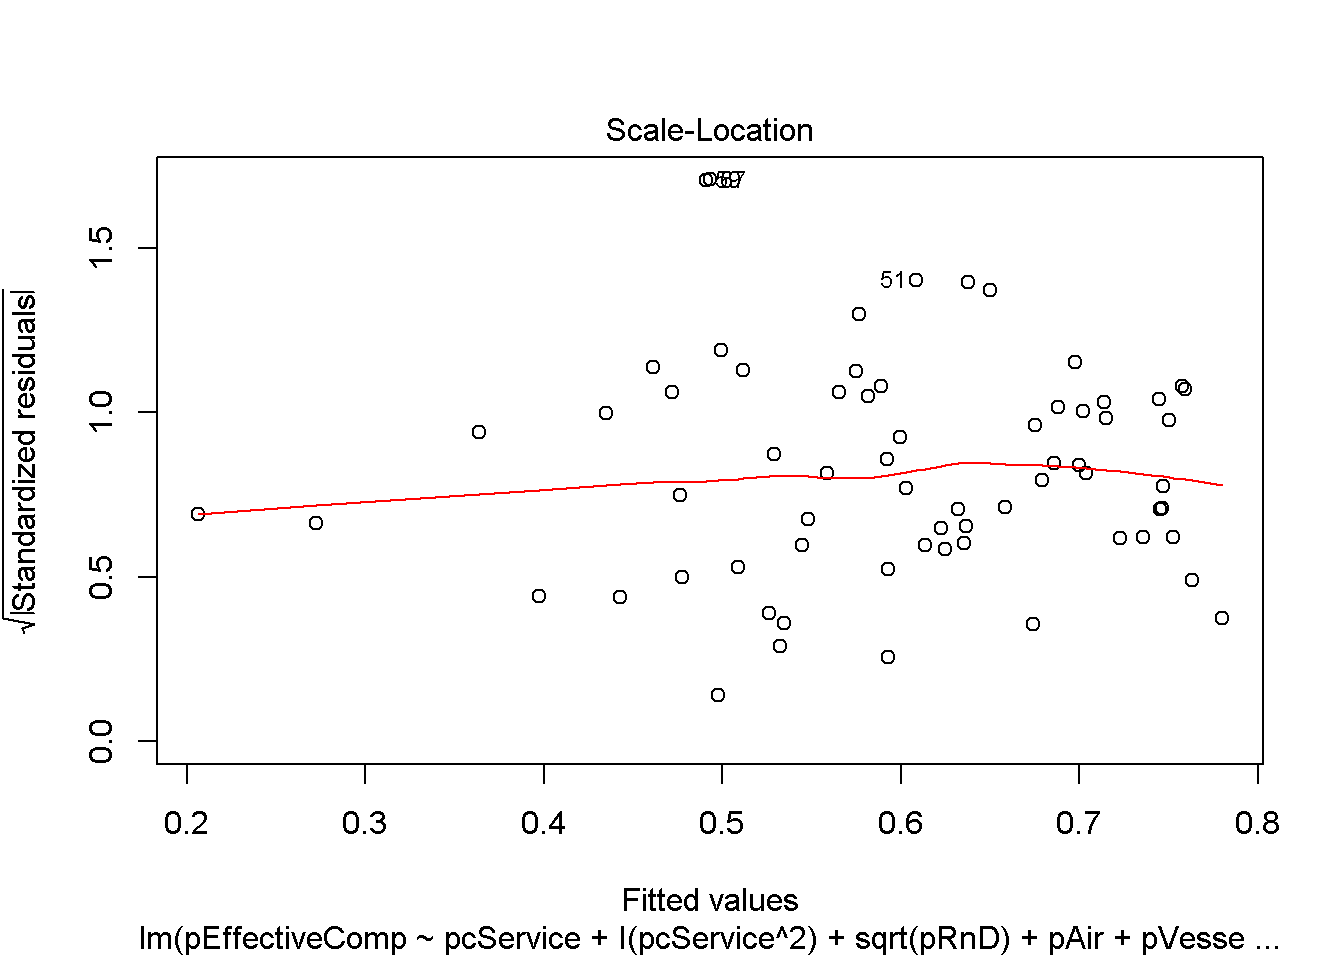 Scale-Location
51
1.5
1.0
0.5
0.0
√|Standardized residuals|
0.2 0.3 0.4 0.5 0.6 0.7 0.8
Fitted values
lm(pEffectiveComp ~ pcService + I(pcService^2) + sqrt(pRnD) + pAir + pVesse ...